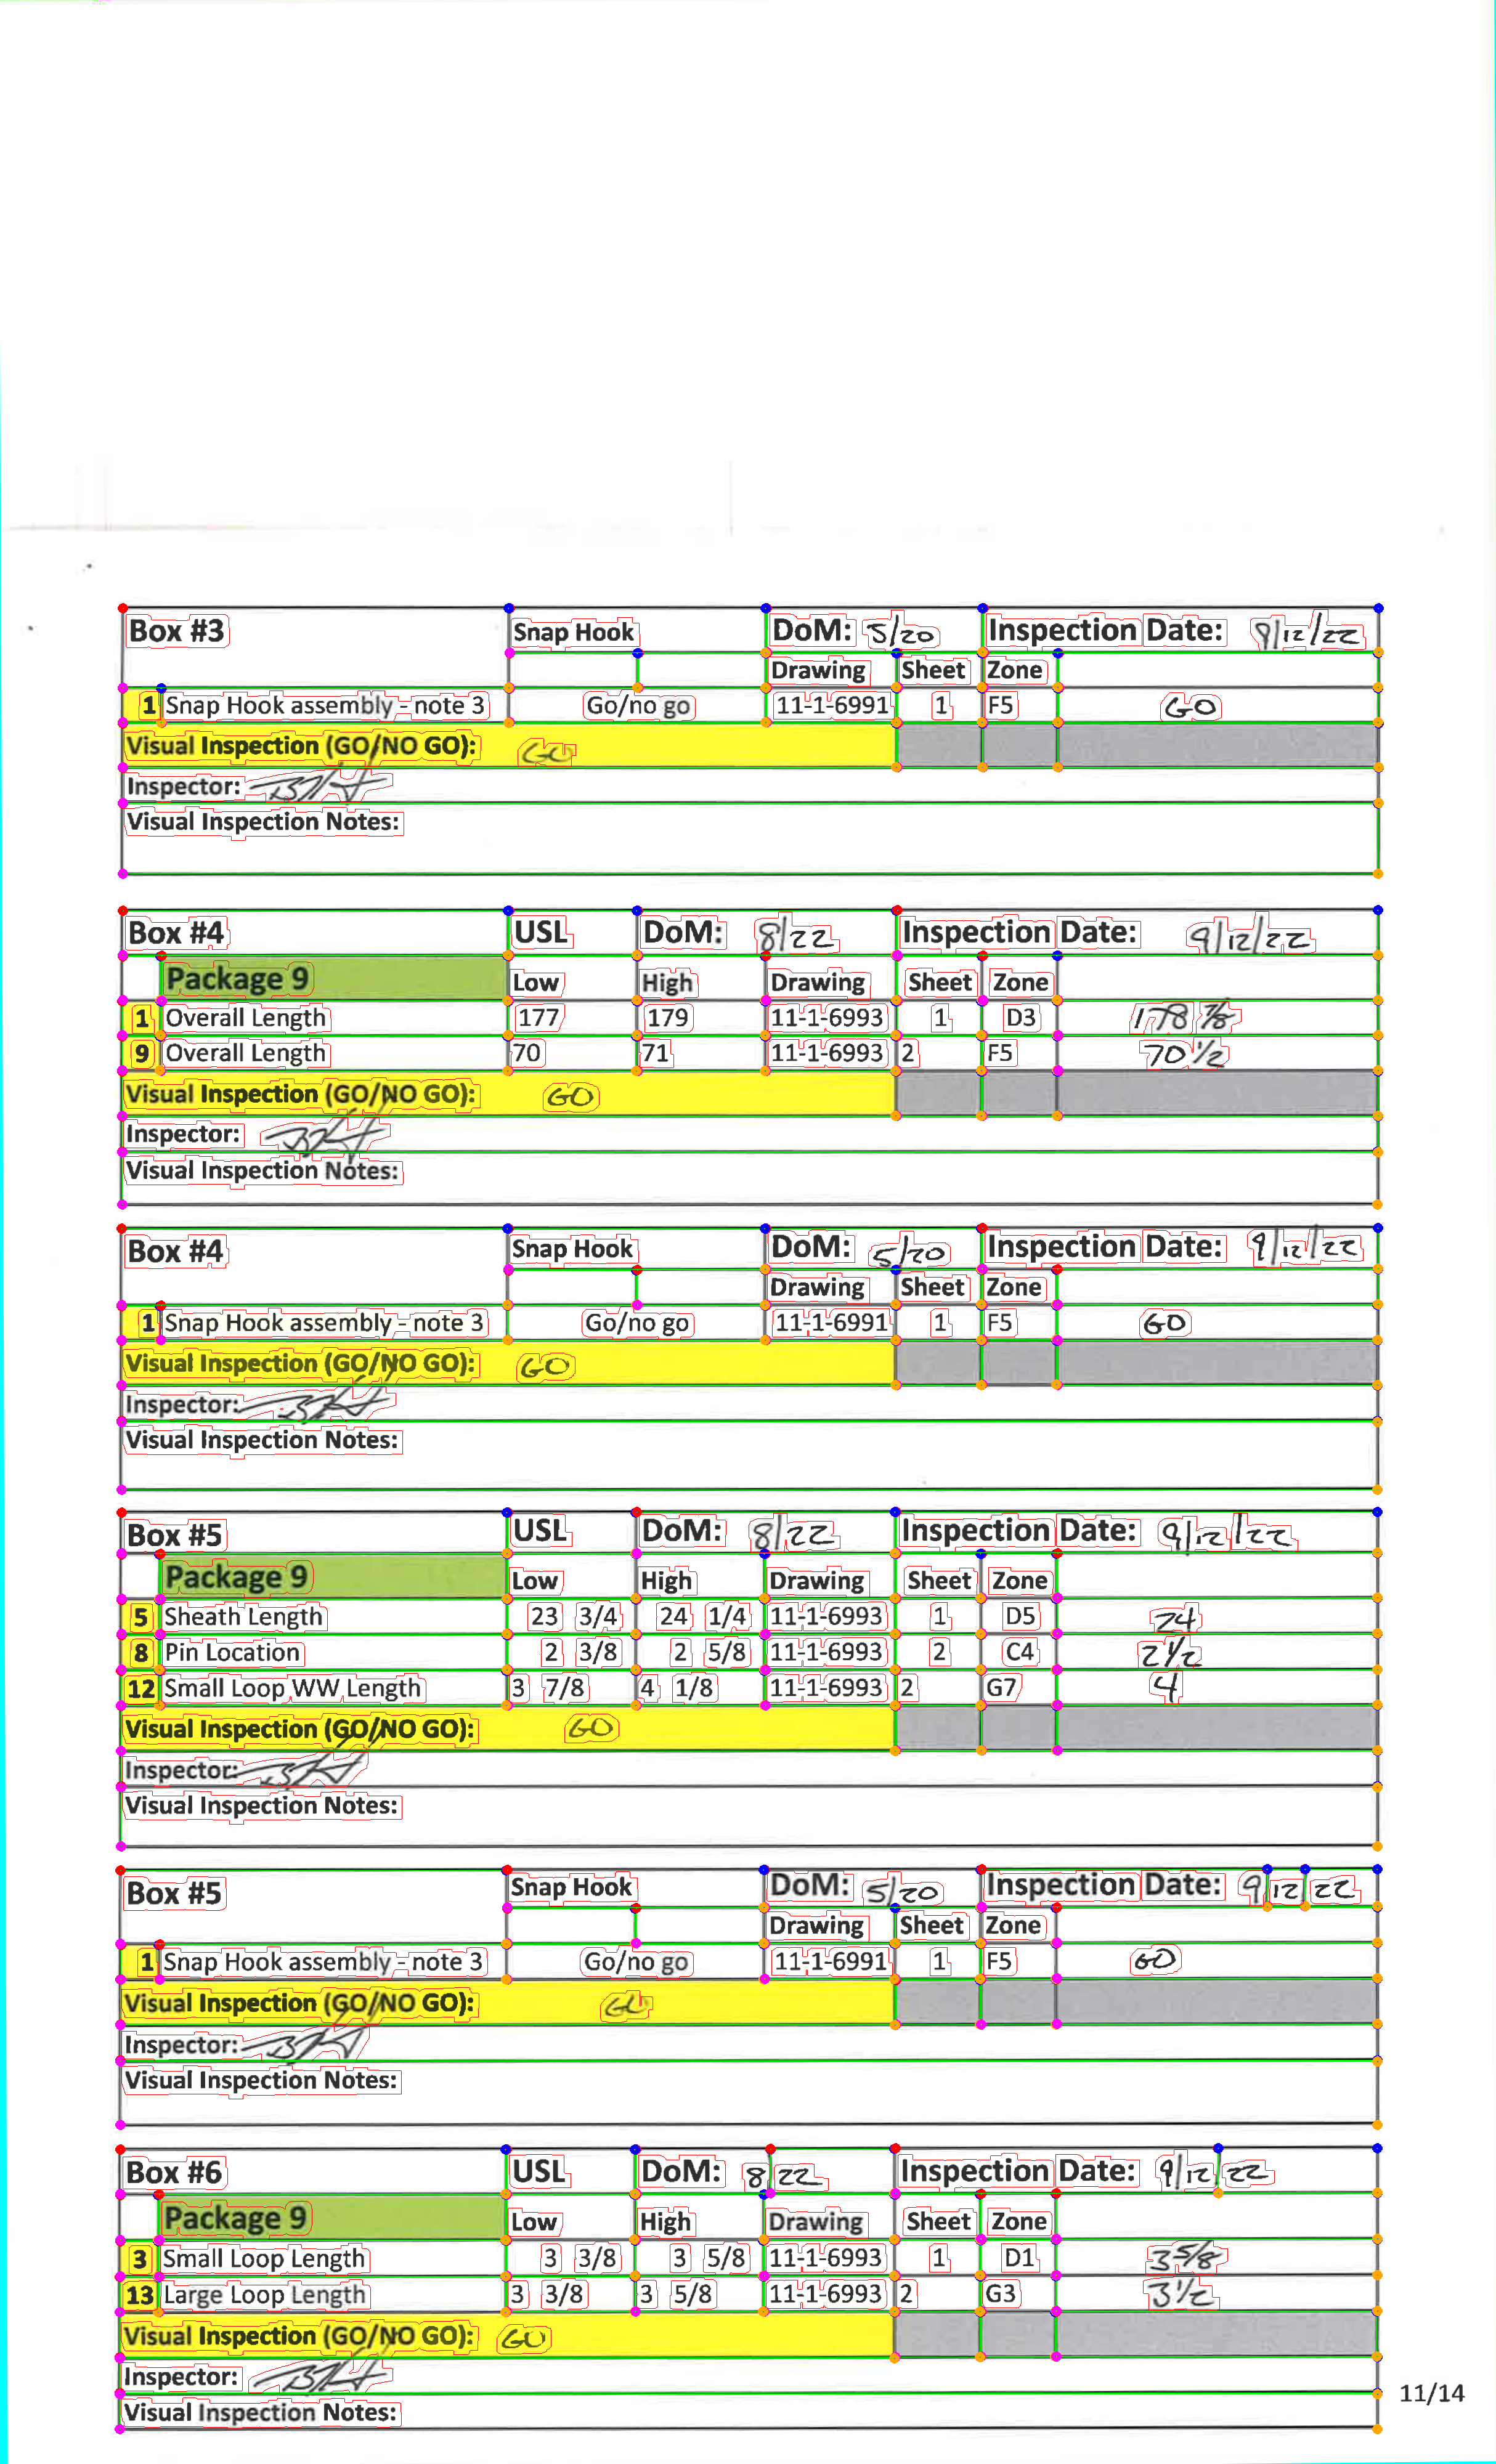 Box #3 Snap Hook DoM: 5/20 Inspection Date: 9/12/22
Drawing Sheet Zone
1 Snap Hook assembly - note 3 Go/no go 11-1-6991 1 F5 GO
Visual Inspection (GO/NO GO): GO
Inspector:
Visual Inspection Notes:
Box #4 USL DoM: 8/22 Inspection Date: 9/12/22
Package 9 Low High Drawing Sheet Zone
1 Overall Length 177 179 11-1-6993 1 D3 178 7/8
9 Overall Length 70 71 11-1-6993 2 F5 70 1/2
Visual Inspection (GO/NO GO): GO
Inspector:
Visual Inspection Notes:
Box #4 Snap Hook DoM: 5/20 Inspection Date: 9/12/22
Drawing Sheet Zone
1 Snap Hook assembly - note 3 Go/no go 11-1-6991 1 F5 GO
Visual Inspection (GO/NO GO): GO
Inspector:
Visual Inspection Notes:
Box #5 USL DoM: 8/22 Inspection Date: 9/12/22
Package 9 Low High Drawing Sheet Zone
5 Sheath Length 23 3/4 24 1/4 11-1-6993 1 D5 24
8 Pin Location 2 3/8 2 5/8 11-1-6993 2 C4 2 1/2
12 Small Loop WW Length 3 7/8 4 1/8 11-1-6993 2 G7 4
Visual Inspection (GO/NO GO): GO
Inspector:
Visual Inspection Notes:
Box #5 Snap Hook DoM: 5/20 Inspection Date: 9/12/22
Drawing Sheet Zone
1 Snap Hook assembly - note 3 Go/no go 11-1-6991 1 F5 GO
Visual Inspection (GO/NO GO): GO
Inspector:
Visual Inspection Notes:
Box #6 USL DoM: 8/22 Inspection Date: 9/12/22
Package 9 Low High Drawing Sheet Zone
3 Small Loop Length 3 3/8 3 5/8 11-1-6993 1 D1 3 5/8
13 Large Loop Length 3 3/8 3 5/8 11-1-6993 2 G3 3 1/2
Visual Inspection (GO/NO GO): GO
Inspector:
Visual Inspection Notes:
11/14